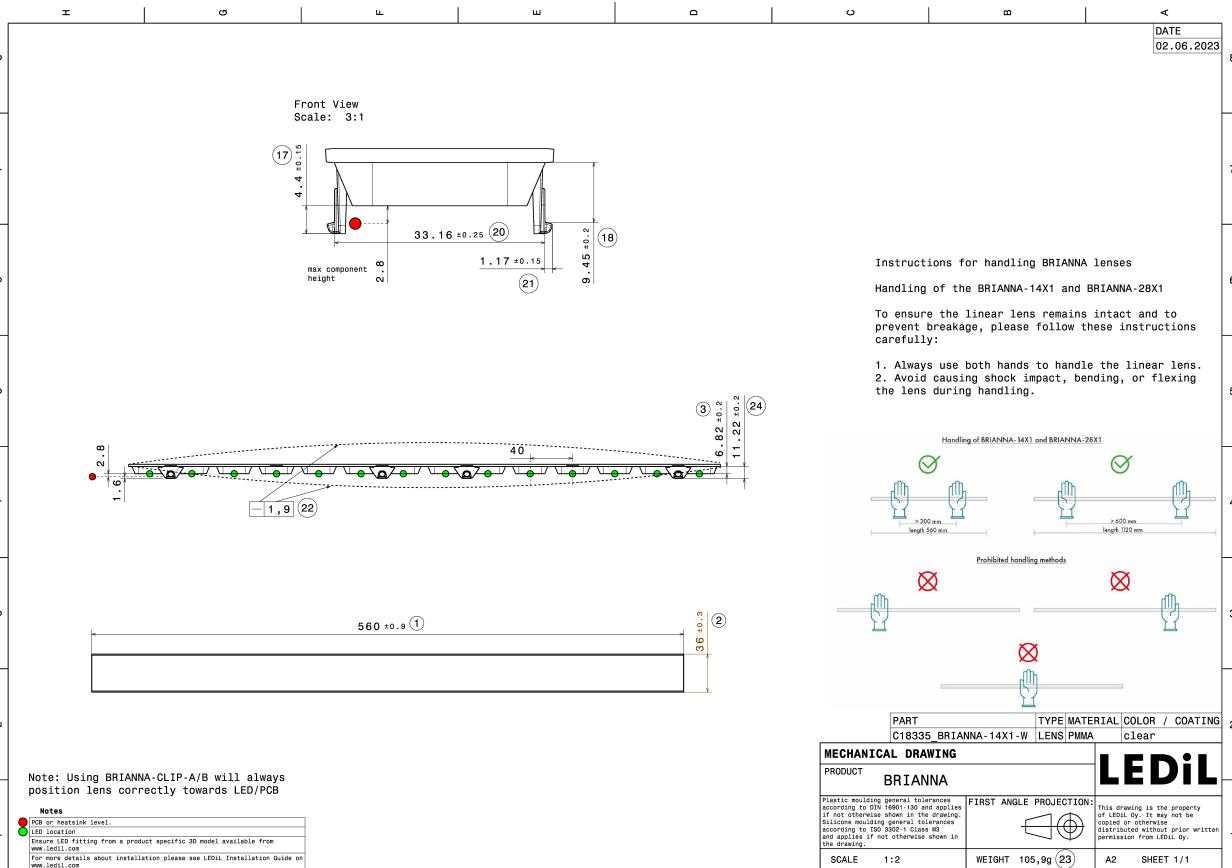 H G F E D C B A
DATE
02.06.2023
8
Front View
Scale: 3:1
17
4.4 ±0.15
33.16 ±0.25 20
18
9.45 ±0.2
1.17 ±0.15
21
max component
height
2.8
Instructions for handling BRIANNA lenses
Handling of the BRIANNA-14X1 and BRIANNA-28X1
To ensure the linear lens remains intact and to
prevent breakage, please follow these instructions
carefully:
1. Always use both hands to handle the linear lens.
2. Avoid causing shock impact, bending, or flexing
the lens during handling.
3
6.82 ±0.2
11.22 ±0.2
24
40
2.8
1.6
1,9 22
Handling of BRIANNA-14X1 and BRIANNA-28X1
> 300 mm
length 560 mm
> 600 mm
length 1120 mm
Prohibited handling methods
560 ±0.9 1
36 ±0.3
2
PART TYPE MATERIAL COLOR / COATING
C18335_BRIANNA-14X1-W LENS PMMA clear
MECHANICAL DRAWING
PRODUCT
BRIANNA
LEDiL
Plastic moulding general tolerances
according to DIN 16901-130 and applies
if not otherwise shown in the drawing.
Silicone moulding general tolerances
according to ISO 3302-1 Class M3
and applies if not otherwise shown in
the drawing.
FIRST ANGLE PROJECTION:
This drawing is the property
of LEDiL Oy. It may not be
copied or otherwise
distributed without prior written
permission from LEDiL Oy.
SCALE 1:2
WEIGHT 105,9g 23
A2 SHEET 1/1
Note: Using BRIANNA-CLIP-A/B will always
position lens correctly towards LED/PCB
Notes
PCB or heatsink level.
LED location
Ensure LED fitting from a product specific 3D model available from
www.ledil.com
For more details about installation please see LEDiL Installation Guide on
www.ledil.com